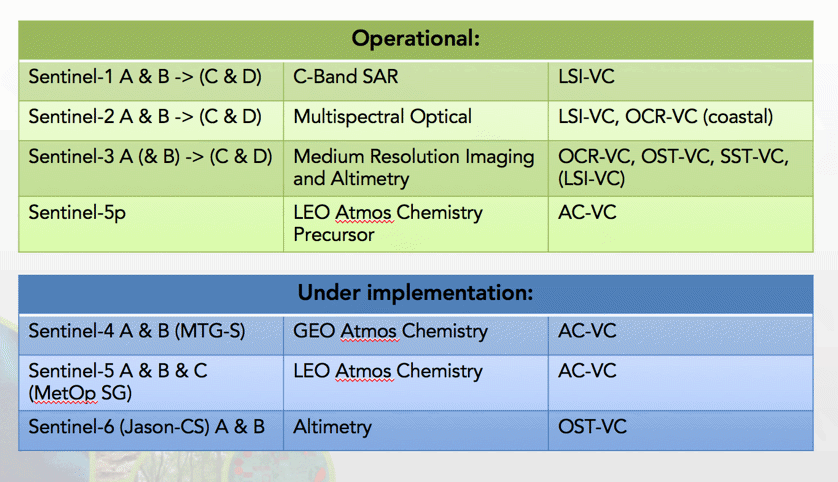 Operational:
Sentinel-1 A & B -> (C & D)
C-Band SAR
LSI-VC
Sentinel-2 A & B -> (C & D)
Multispectral Optical
LSI-VC, OCR-VC (coastal)
Sentinel-3 A (& B) -> (C & D)
Medium Resolution Imaging
and Altimetry
OCR-VC, OST-VC, SST-VC,
(LSI-VC)
Sentinel-5p
LEO Atmos Chemistry
Precursor
AC-VC
Under implementation:
Sentinel-4 A & B (MTG-S)
GEO Atmos Chemistry
AC-VC
Sentinel-5 A & B & C
(MetOp SG)
LEO Atmos Chemistry
AC-VC
Sentinel-6 (Jason-CS) A & B
Altimetry
OST-VC